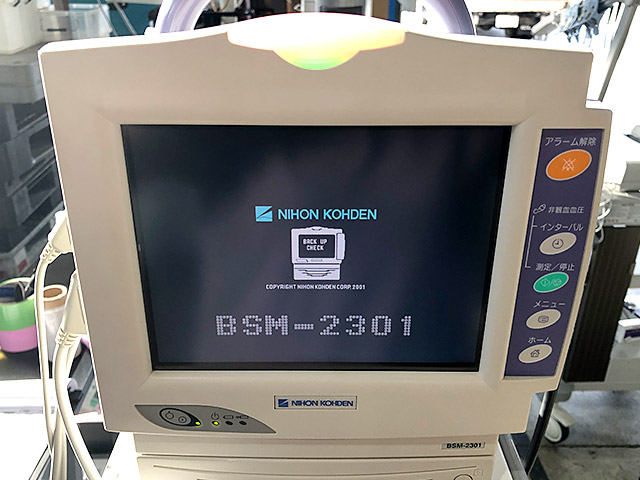 アラーム解除
非観血血圧
インターバル
測定/停止
メニュー
ホーム
NIHON KOHDEN
BACK UP
CHECK
COPYRIGHT NIHON KOHDEN CORP. 2001
BSM-2301
NIHON KOHDEN
BSM-2301